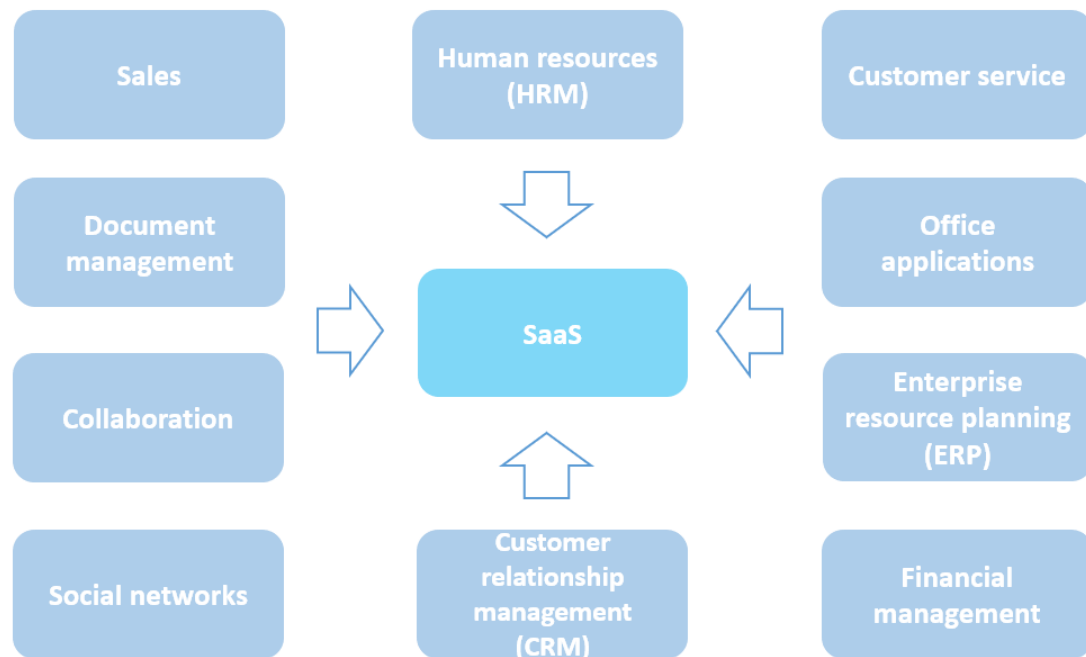 Sales
Human resources
(HRM)
Customer service
Document
management
Office
applications
SaaS
Collaboration
Enterprise
resource planning
(ERP)
Social networks
Customer
relationship
management
(CRM)
Financial
management